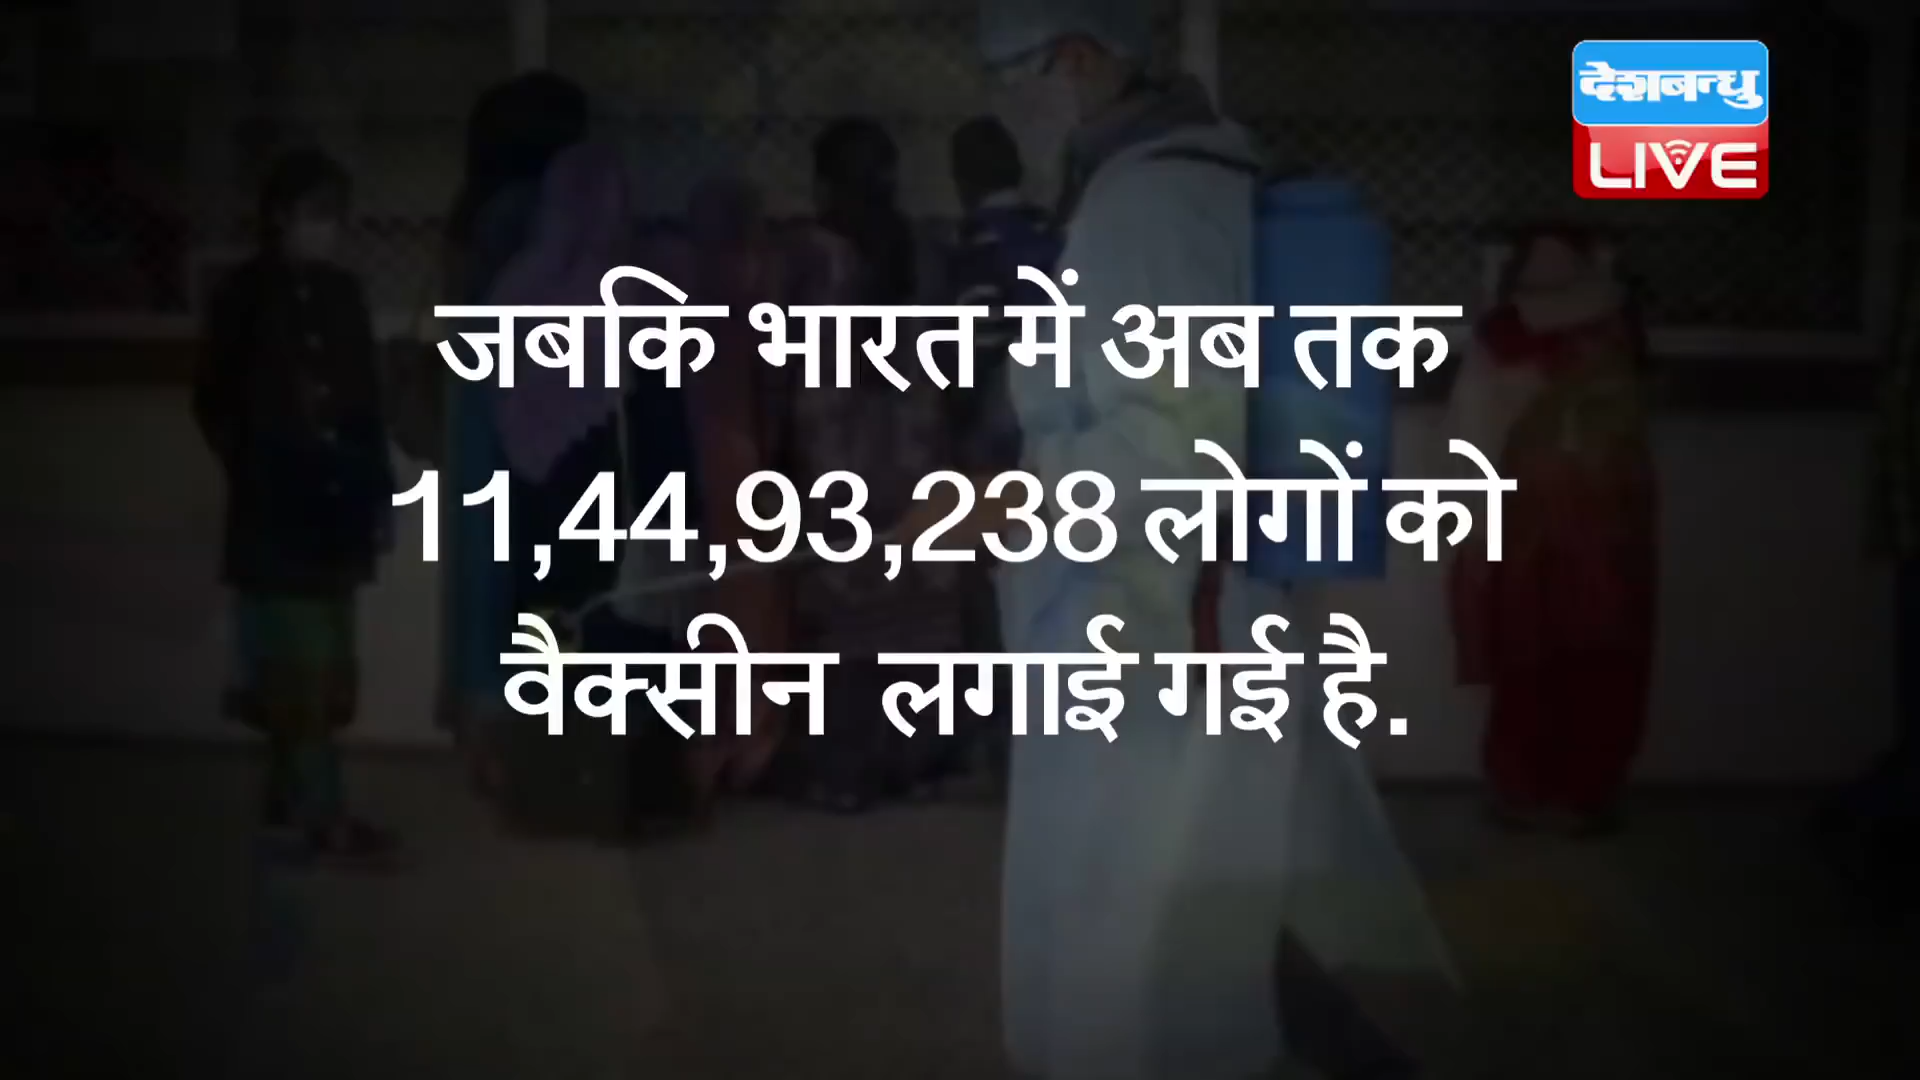 देशबन्धु
LIVE
जबकि भारत में अब तक
11,44,93,238 लोगों को
वैक्सीन लगाई गई है.